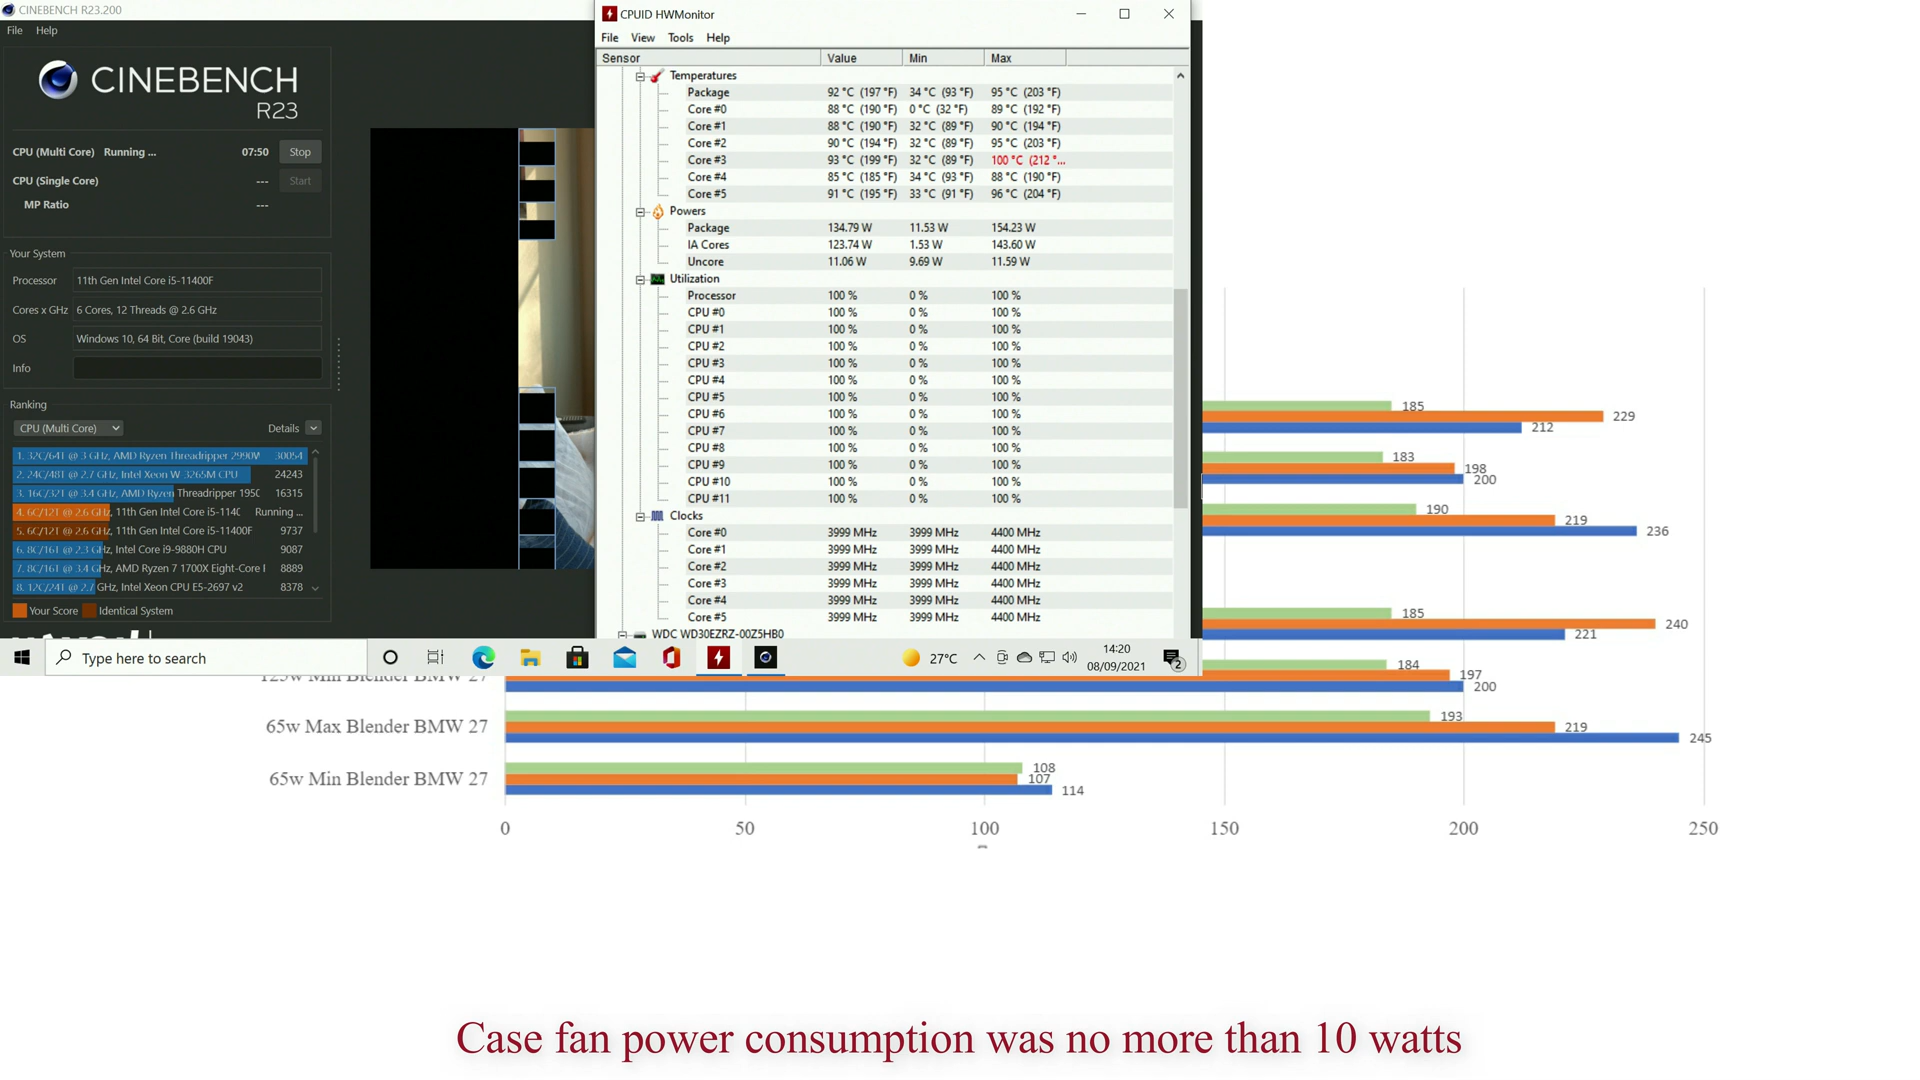 CINEBENCH R23.200
File Help
CINEBENCH
R23
CPU (Multi Core) Running ... 07:50 Stop
CPU (Single Core) --- Start
MP Ratio ---
Your System
Processor 11th Gen Intel Core i5-11400F
Cores x GHz 6 Cores, 12 Threads @ 2.6 GHz
OS Windows 10, 64 Bit, Core (build 19043)
Info
Ranking
CPU (Multi Core) Details
1. 32C/64T @ 3 GHz, AMD Ryzen Threadripper 2990W 30054
2. 24C/48T @ 2.7 GHz, Intel Xeon W-3265M CPU 24243
3. 16C/32T @ 3.4 GHz, AMD Ryzen Threadripper 1950 16315
4. 6C/12T @ 2.6 GHz, 11th Gen Intel Core i5-1140 Running ...
5. 6C/12T @ 2.6 GHz, 11th Gen Intel Core i5-11400F 9737
6. 8C/16T @ 2.3 GHz, Intel Core i9-9880H CPU 9087
7. 8C/16T @ 3.4 GHz, AMD Ryzen 7 1700X Eight-Core 8889
8. 12C/24T @ 2.7 GHz, Intel Xeon CPU E5-2697 v2 8378
Your Score Identical System
CPUID HWMonitor
File View Tools Help
Sensor Value Min Max
Temperatures
Package 92 °C (197 °F) 34 °C (93 °F) 95 °C (203 °F)
Core #0 88 °C (190 °F) 0 °C (32 °F) 89 °C (192 °F)
Core #1 88 °C (190 °F) 32 °C (89 °F) 90 °C (194 °F)
Core #2 90 °C (194 °F) 32 °C (89 °F) 95 °C (203 °F)
Core #3 93 °C (199 °F) 32 °C (89 °F) 100 °C (212 °...
Core #4 85 °C (185 °F) 34 °C (93 °F) 88 °C (190 °F)
Core #5 91 °C (195 °F) 33 °C (91 °F) 96 °C (204 °F)
Powers
Package 134.79 W 11.53 W 154.23 W
IA Cores 123.74 W 1.53 W 143.60 W
Uncore 11.06 W 9.69 W 11.59 W
Utilization
Processor 100 % 0 % 100 %
CPU #0 100 % 0 % 100 %
CPU #1 100 % 0 % 100 %
CPU #2 100 % 0 % 100 %
CPU #3 100 % 0 % 100 %
CPU #4 100 % 0 % 100 %
CPU #5 100 % 0 % 100 %
CPU #6 100 % 0 % 100 %
CPU #7 100 % 0 % 100 %
CPU #8 100 % 0 % 100 %
CPU #9 100 % 0 % 100 %
CPU #10 100 % 0 % 100 %
CPU #11 100 % 0 % 100 %
Clocks
Core #0 3999 MHz 3999 MHz 4400 MHz
Core #1 3999 MHz 3999 MHz 4400 MHz
Core #2 3999 MHz 3999 MHz 4400 MHz
Core #3 3999 MHz 3999 MHz 4400 MHz
Core #4 3999 MHz 3999 MHz 4400 MHz
Core #5 3999 MHz 3999 MHz 4400 MHz
WDC WD30EZRZ-00Z5HB0
Type here to search 27°C 14:20
08/09/2021 2
185
229
212
183
198
200
190
219
236
185
240
221
184
125w Min Blender BMW 27 197
200
193
65w Max Blender BMW 27 219
245
108
65w Min Blender BMW 27 107
114
0 50 100 150 200 250
Case fan power consumption was no more than 10 watts